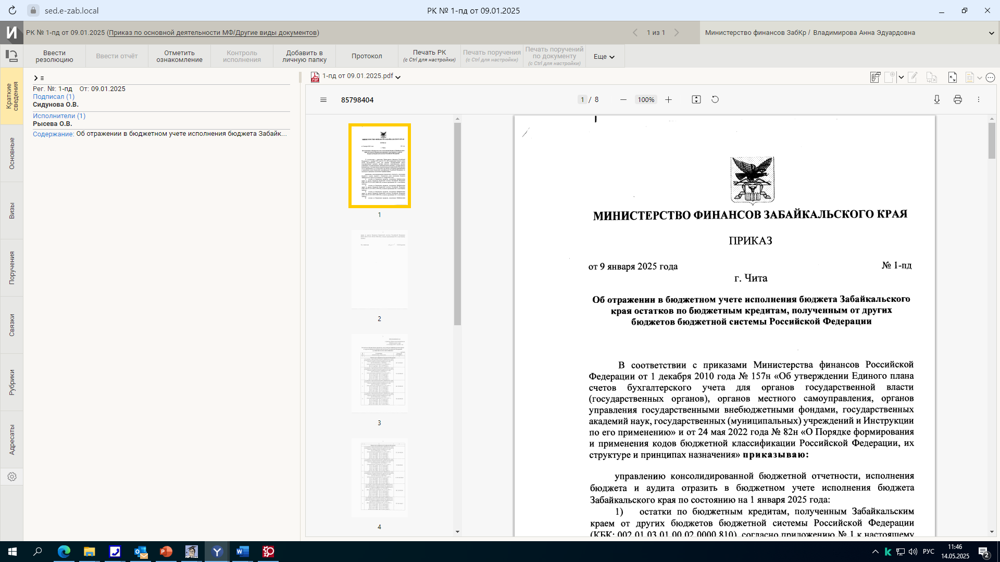 sed.e-zab.local
РК № 1-пд от 09.01.2025
И
РК № 1-пд от 09.01.2025 (Приказ по основной деятельности МФ/Другие виды документов)
1 из 1
Министерство финансов ЗабКр / Владимирова Анна Эдуардовна
Ввести резолюцию
Ввести отчёт
Отметить ознакомление
Контроль исполнения
Добавить в личную папку
Протокол
Печать РК (с Ctrl для настройки)
Печать поручения (с Ctrl для настройки)
Печать поручений по документу (с Ctrl для настройки)
Еще
Краткие сведения
Основные
Визы
Поручения
Связки
Рубрики
Адресаты
Рег. №: 1-пд От: 09.01.2025
Подписал (1)
Сидунова О.В.
Исполнители (1)
Рысева О.В.
Содержание: Об отражении в бюджетном учете исполнения бюджета Забайк...
1-пд от 09.01.2025.pdf
85798404
1 / 8
100%
1
2
3
4
МИНИСТЕРСТВО ФИНАНСОВ ЗАБАЙКАЛЬСКОГО КРАЯ
ПРИКАЗ
от 9 января 2025 года
№ 1-пд
г. Чита
Об отражении в бюджетном учете исполнения бюджета Забайкальского
края остатков по бюджетным кредитам, полученным от других
бюджетов бюджетной системы Российской Федерации
В соответствии с приказами Министерства финансов Российской
Федерации от 1 декабря 2010 года № 157н «Об утверждении Единого плана
счетов бухгалтерского учета для органов государственной власти
(государственных органов), органов местного самоуправления, органов
управления государственными внебюджетными фондами, государственных
академий наук, государственных (муниципальных) учреждений и Инструкции
по его применению» и от 24 мая 2022 года № 82н «О Порядке формирования
и применения кодов бюджетной классификации Российской Федерации, их
структуре и принципах назначения» приказываю:
управлению консолидированной бюджетной отчетности, исполнения
бюджета и аудита отразить в бюджетном учете исполнения бюджета
Забайкальского края по состоянию на 1 января 2025 года:
1) остатки по бюджетным кредитам, полученным Забайкальским
краем от других бюджетов бюджетной системы Российской Федерации
(КБК: 002 01 03 01 00 02 0000 810), согласно приложению № 1 к настоящему
РУС
11:46
14.05.2025
2